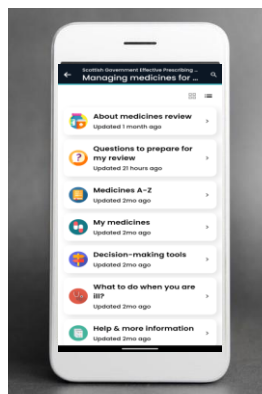 Scottish Government Effective Prescribing ...
Managing medicines for ...
About medicines review
Updated 1 month ago
Questions to prepare for
my review
Updated 21 hours ago
Medicines A-Z
Updated 2mo ago
My medicines
Updated 2mo ago
Decision-making tools
Updated 2mo ago
What to do when you are
ill?
Updated 2mo ago
Help & more information
Updated 2mo ago